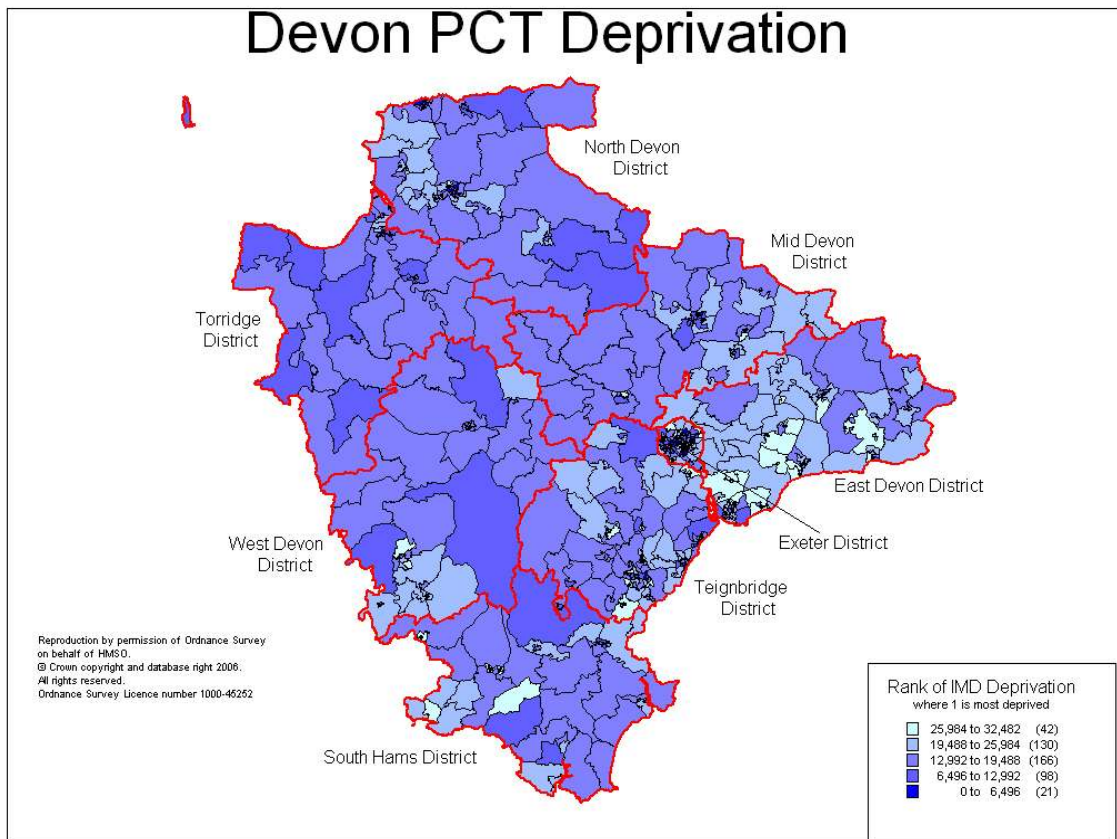 Devon PCT Deprivation
North Devon
District
Mid Devon
District
Torridge
District
East Devon District
West Devon
District
Exeter District
Teignbridge
District
South Hams District
Reproduction by permission of Ordnance Survey
on behalf of HMSO.
© Crown copyright and database right 2006.
All rights reserved.
Ordnance Survey Licence number 1000-45252
Rank of IMD Deprivation
where 1 is most deprived
25,984 to 32,482 (42)
19,488 to 25,984 (130)
12,992 to 19,488 (166)
6,496 to 12,992 (98)
0 to 6,496 (21)